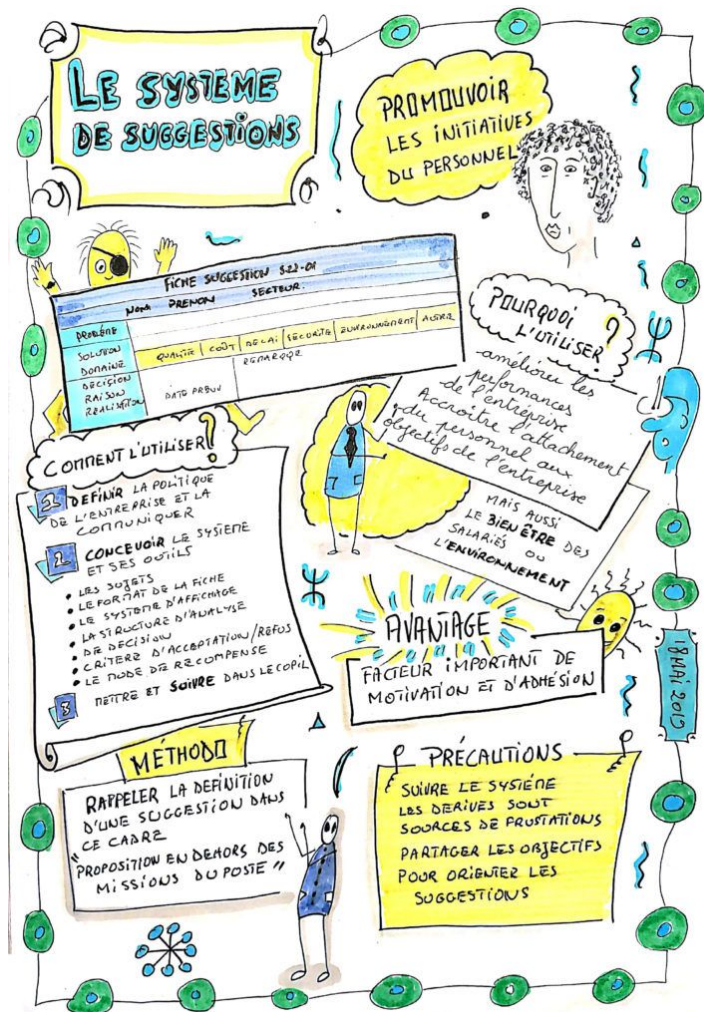 LE SYSTEME
DE SUGGESTIONS
PROMOUVOIR
LES INITIATIVES
DU PERSONNEL
FICHE SUGGESTION S22-01
NOM PRENOM SECTEUR:
PROBLÈME
SOLUTION
DOMAINE QUALITÉ COÛT DELAI SÉCURITÉ ENVIRONNEMENT AUTRE
DECISION REMARQUE
RAISON
REALISATION DATE PREVUE
POURQUOI
L'UTILISER?
améliorer les
performances
de l'entreprise
Accroître l'attachement
du personnel aux
objectifs de l'entreprise
MAIS AUSSI
LE BIEN ÊTRE DES
SALARIÉS OU
L'ENVIRONNEMENT
COMMENT L'UTILISER?
1 DEFINIR LA POLITIQUE
DE L'ENTREPRISE ET LA
COMMUNIQUER
2 CONCEVOIR LE SYSTEME
ET SES OUTILS
• LES SUJETS
• LE FORMAT DE LA FICHE
• LE SYSTEME D'AFFICHAGE
• LA STRUCTURE D'ANALYSE
• DE DECISION
• CRITERE D'ACCEPTATION/REFUS
• LE MODE DE RECOMPENSE
3 METTRE ET SUIVRE DANS LE COPIL
AVANTAGE
FACTEUR IMPORTANT DE
MOTIVATION ET D'ADHÉSION
18 MAI 2019
MÉTHODO
RAPPELER LA DEFINITION
D'UNE SUGGESTION DANS
CE CADRE
"PROPOSITION EN DEHORS DES
MISSIONS DU POSTE"
PRÉCAUTIONS
SUIVRE LE SYSTÉME
LES DERIVES SONT
SOURCES DE FRUSTATIONS
PARTAGER LES OBJECTIFS
POUR ORIENTER LES
SUGGESTIONS